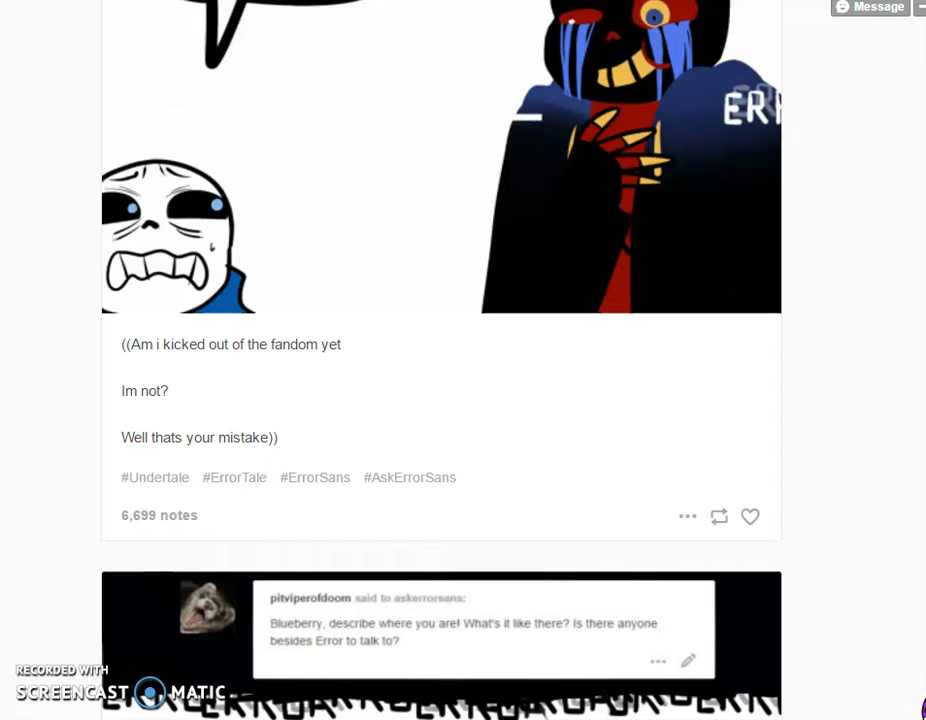 Message
ERR
((Am i kicked out of the fandom yet
Im not?
Well thats your mistake))
#Undertale #ErrorTale #ErrorSans #AskErrorSans
6,699 notes
pitviperofdoom said to askerrorsans:
Blueberry, describe where you are! What's it like there? Is there anyone
besides Error to talk to?
RECORDED WITH
SCREENCAST MATIC